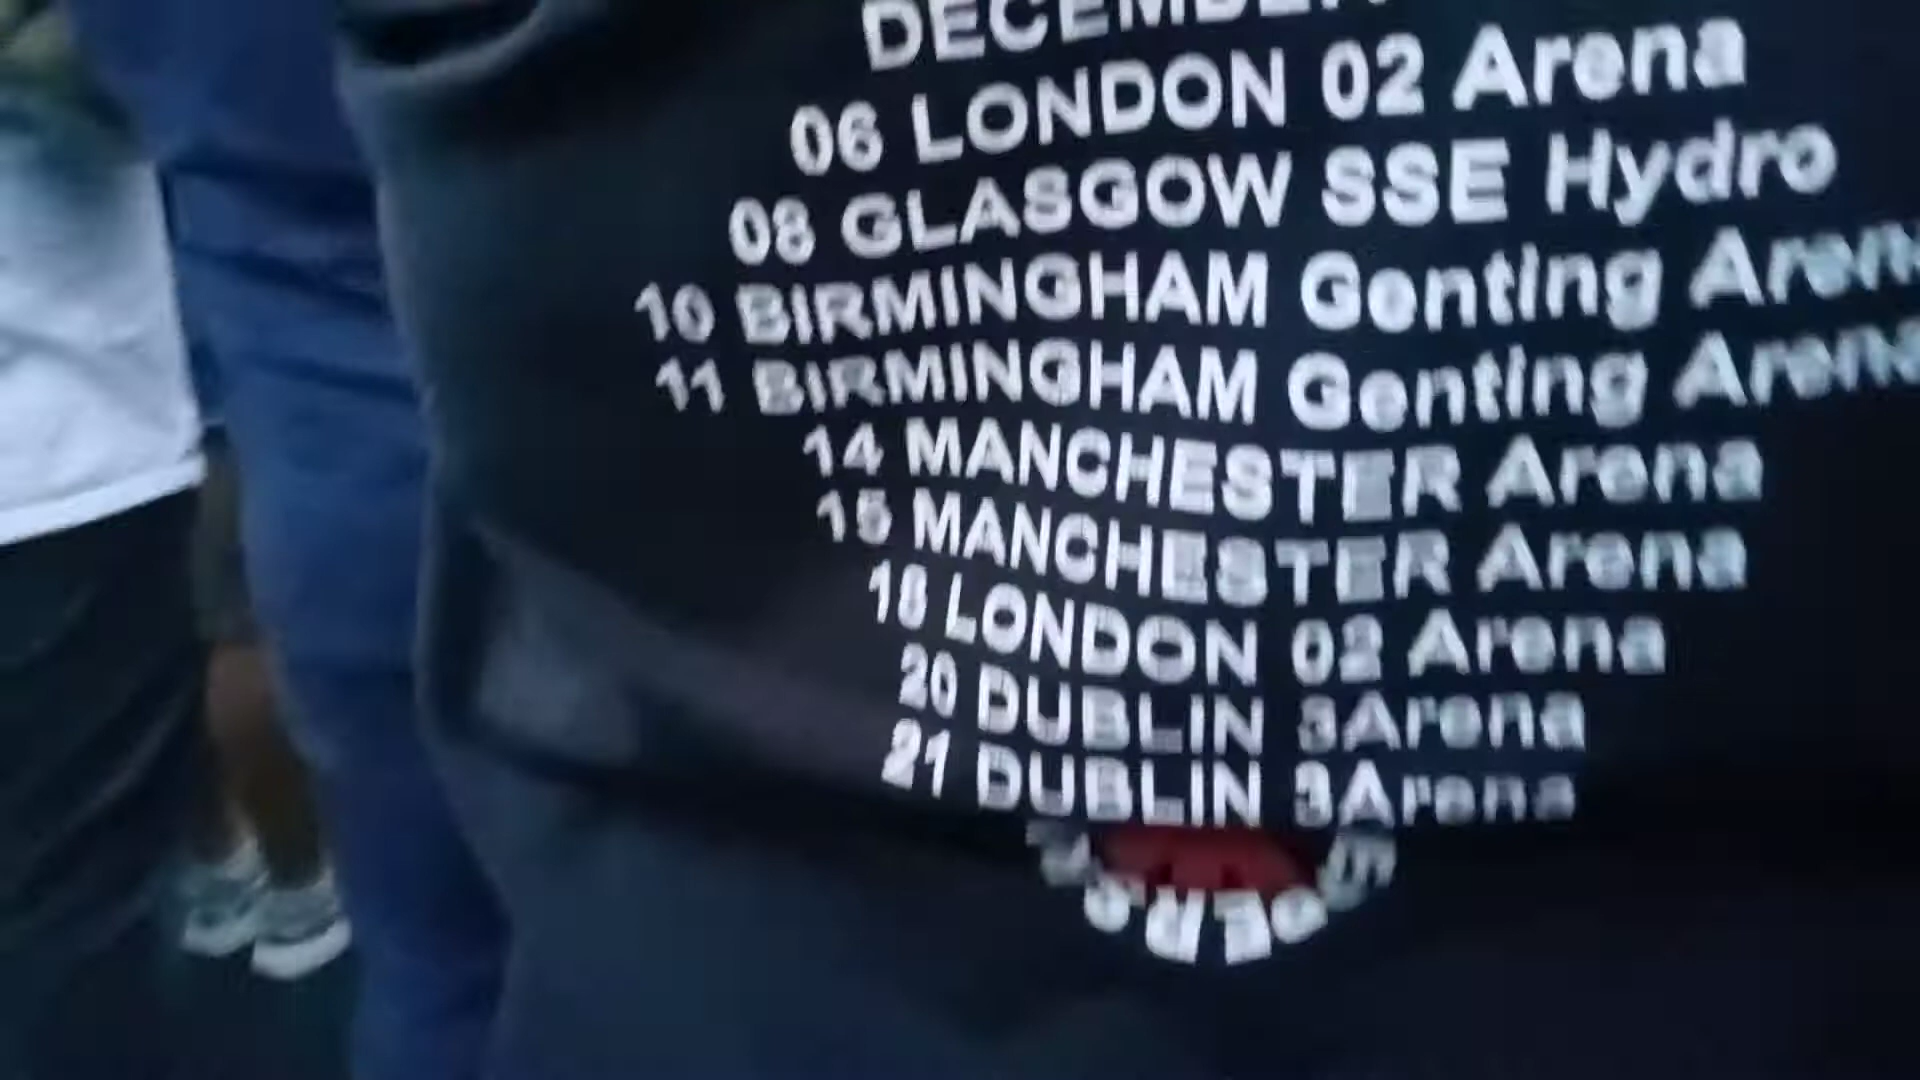 DECEMBER
06 LONDON 02 Arena
08 GLASGOW SSE Hydro
10 BIRMINGHAM Genting Arena
11 BIRMINGHAM Genting Arena
14 MANCHESTER Arena
15 MANCHESTER Arena
18 LONDON 02 Arena
20 DUBLIN 3Arena
21 DUBLIN 3Arena